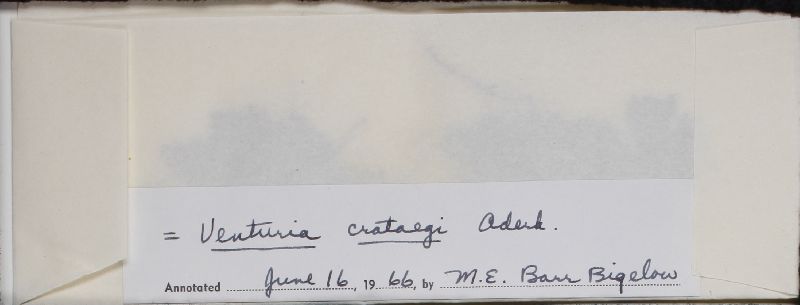 = Venturia crataegi Aderh.
Annotated June 16, 19 66, by M.E. Barr Bigelow